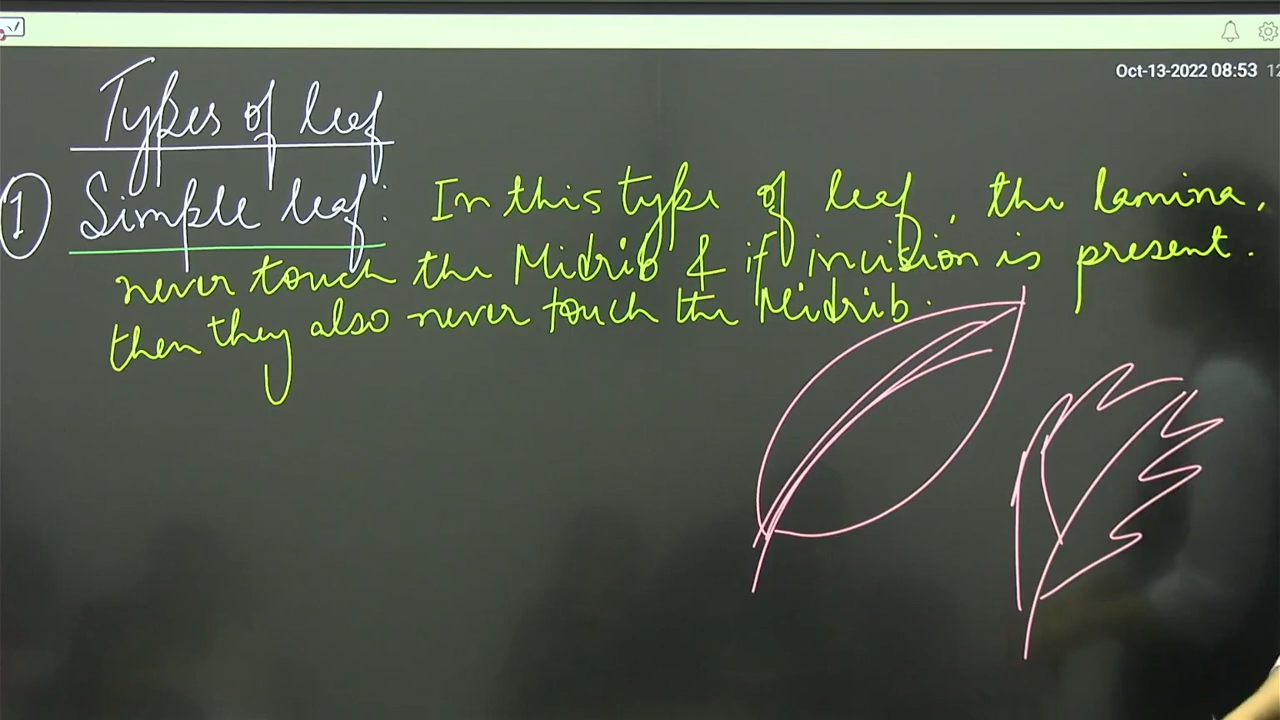 Oct-13-2022 08:53 12
Types of leaf
① Simple leaf: In this type of leaf, the lamina,
never touch the Midrib & if incision is present.
then they also never touch the Midrib.